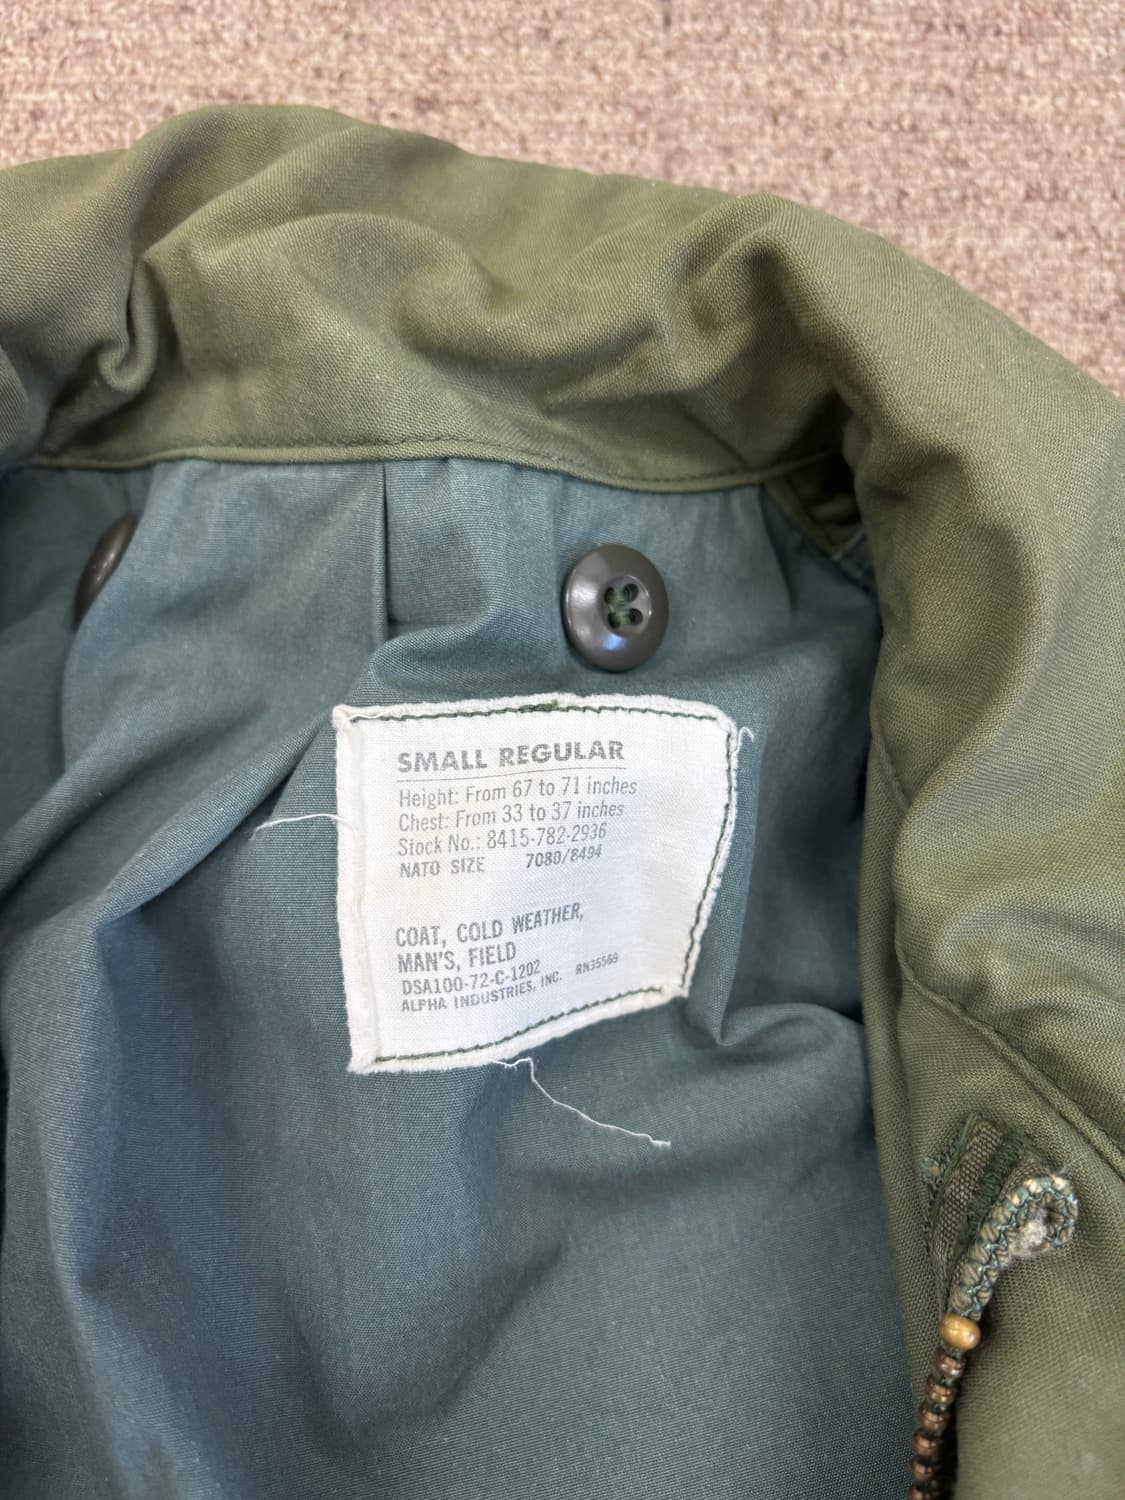 SMALL REGULAR
Height: From 67 to 71 inches
Chest: From 33 to 37 inches
Stock No.: 8415-782-2936
NATO SIZE 7080/8494
COAT, COLD WEATHER,
MAN'S, FIELD
DSA100-72-C-1202
ALPHA INDUSTRIES, INC. RN35569